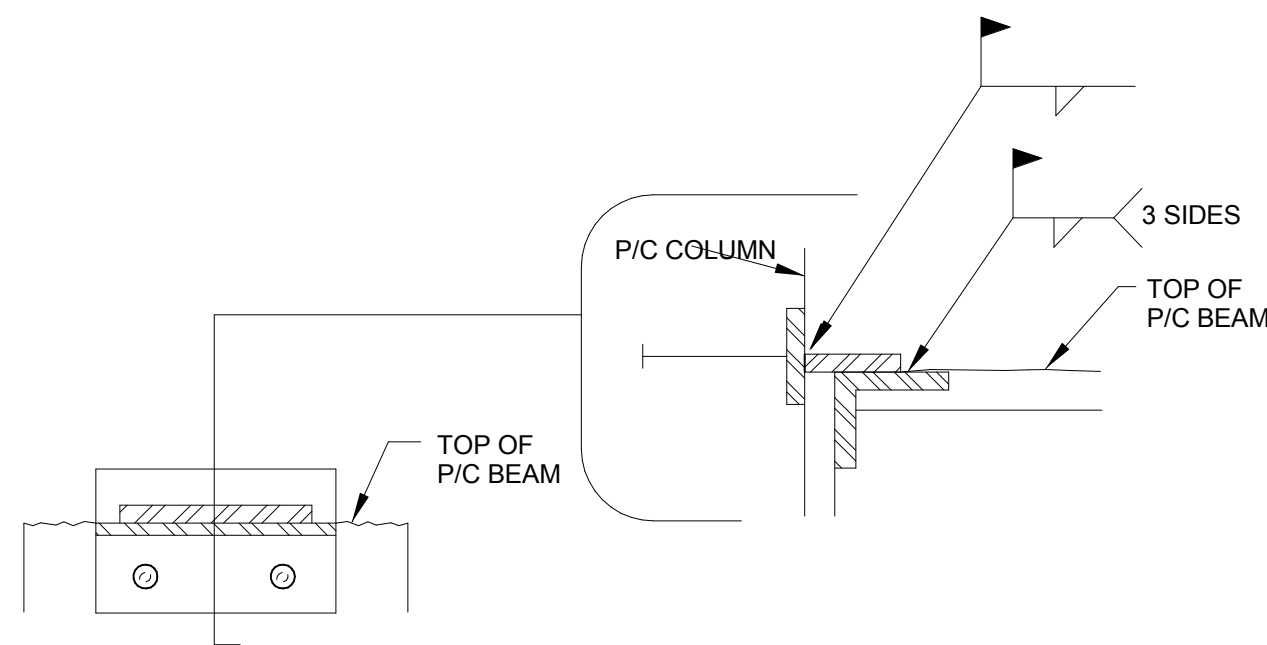 3 SIDES
P/C COLUMN
TOP OF
P/C BEAM
TOP OF
P/C BEAM